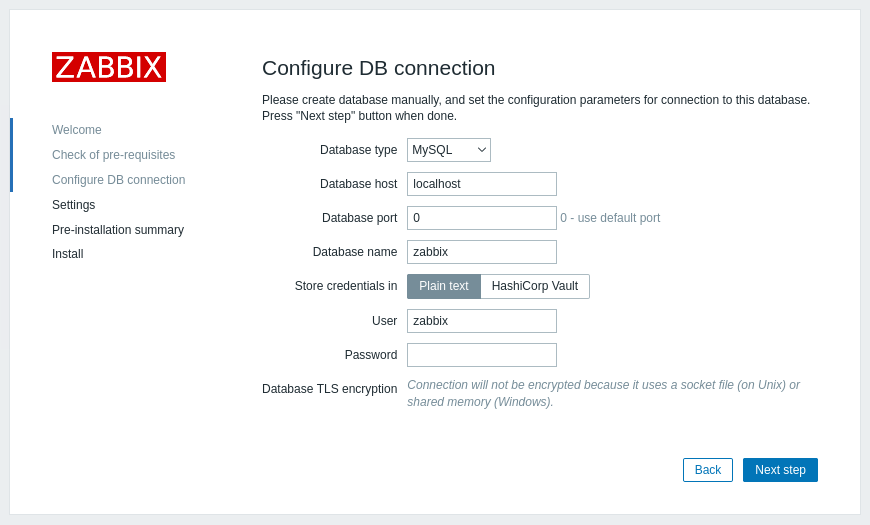 ZABBIX
Welcome
Check of pre-requisites
Configure DB connection
Settings
Pre-installation summary
Install
Configure DB connection
Please create database manually, and set the configuration parameters for connection to this database.
Press "Next step" button when done.
Database type MySQL
Database host localhost
Database port 0 0 - use default port
Database name zabbix
Store credentials in Plain text HashiCorp Vault
User zabbix
Password
Database TLS encryption Connection will not be encrypted because it uses a socket file (on Unix) or
shared memory (Windows).
Back Next step